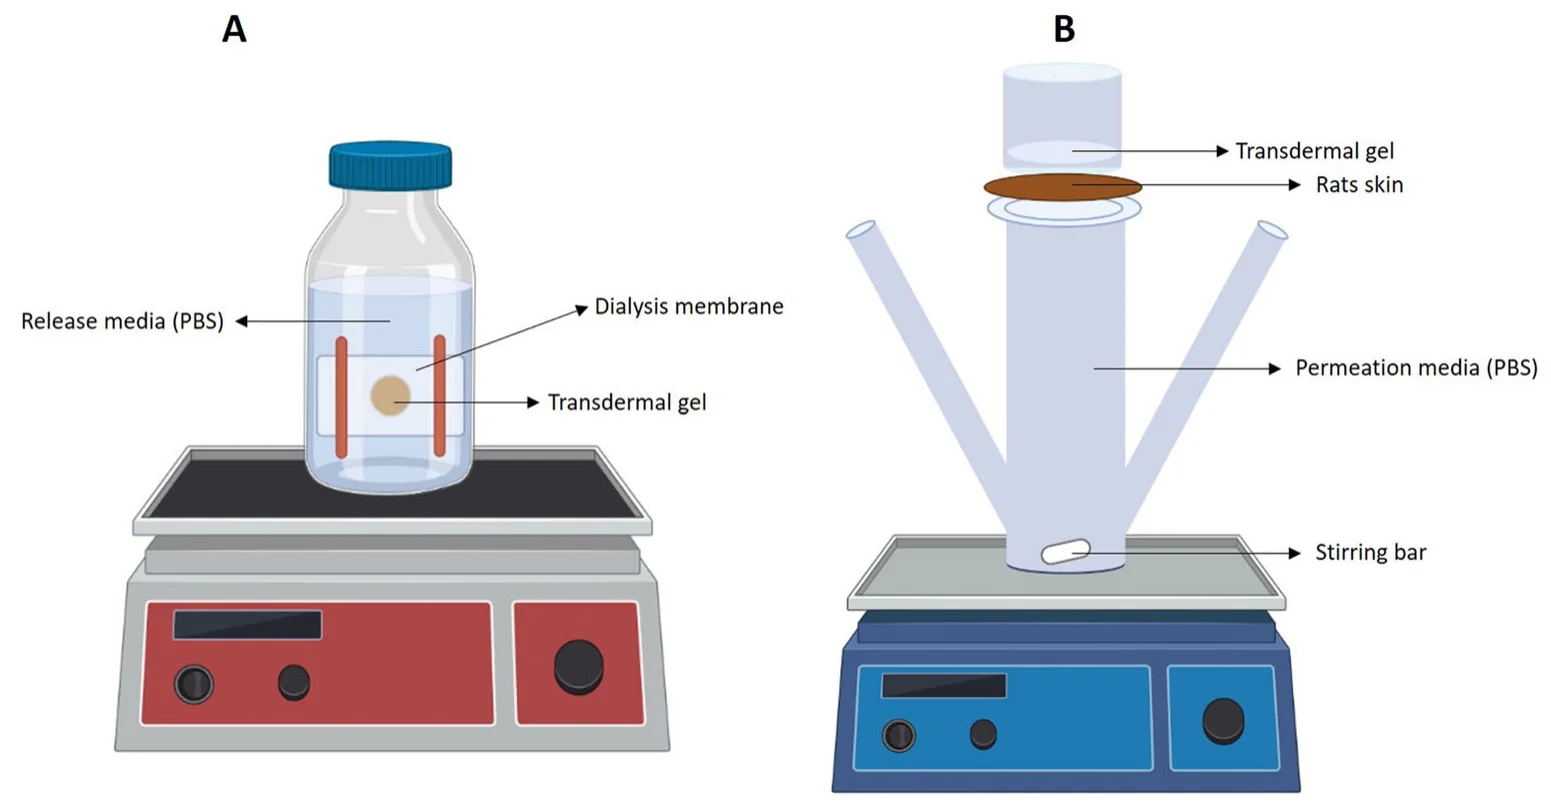 A
Release media (PBS)
Dialysis membrane
Transdermal gel
B
Transdermal gel
Rats skin
Permeation media (PBS)
Stirring bar